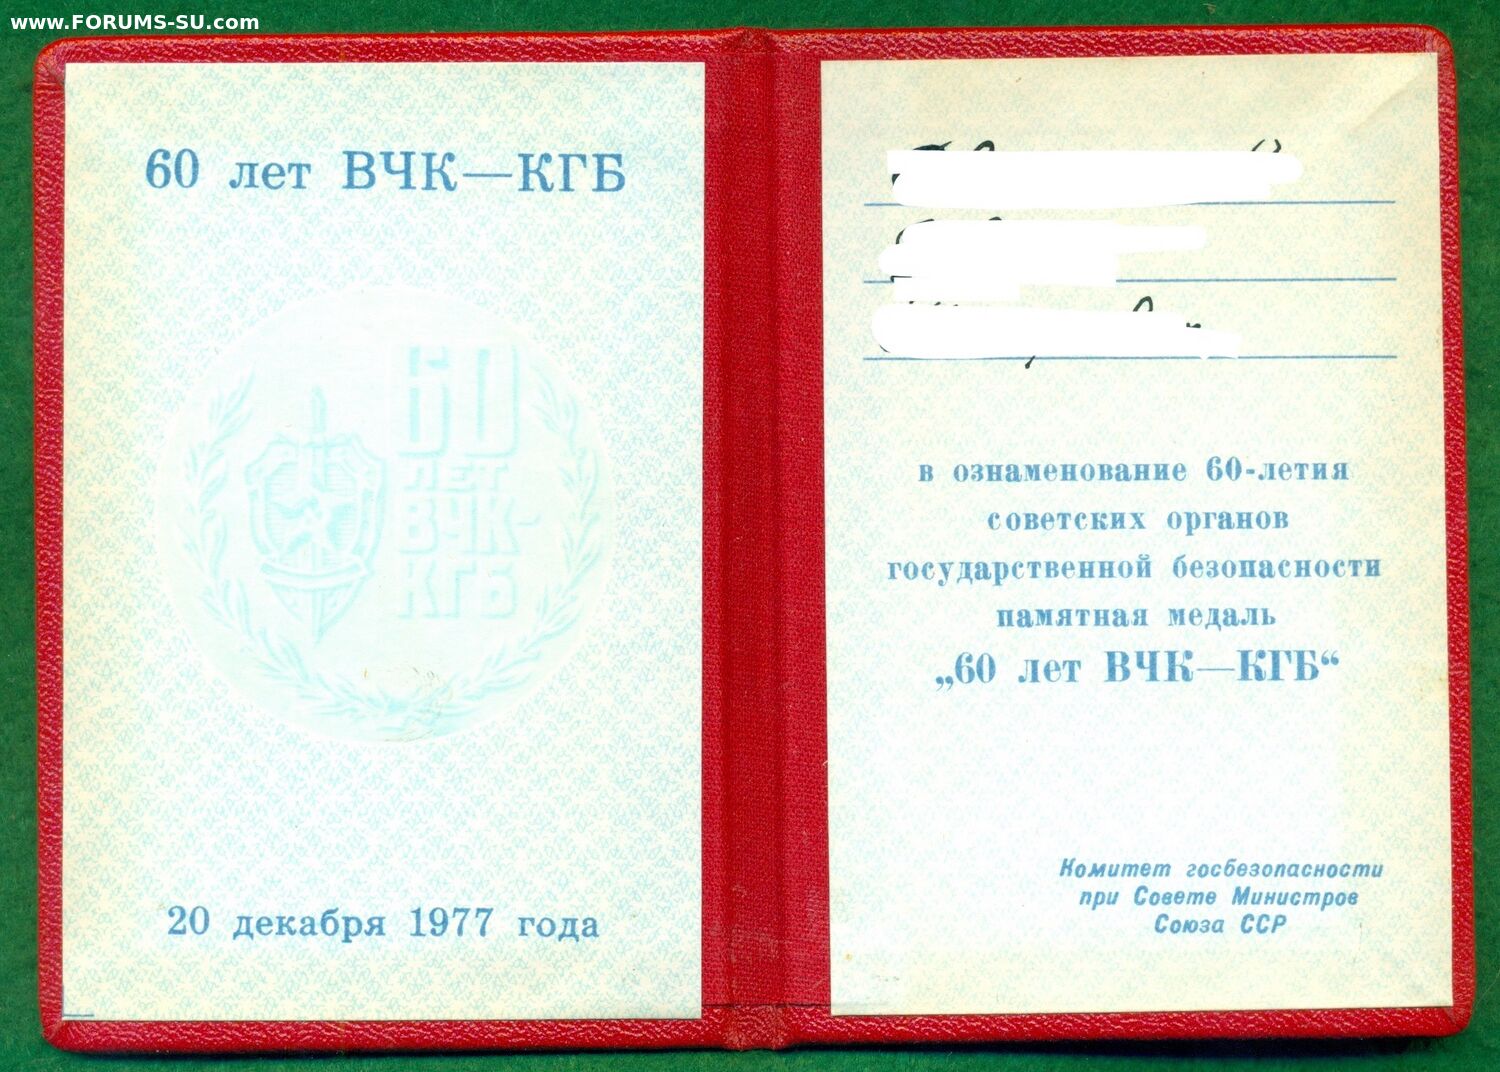 www.FORUMS-SU.com
60 лет ВЧК—КГБ
60
ЛЕТ
ВЧК-
КГБ
20 декабря 1977 года
в ознаменование 60-летия
советских органов
государственной безопасности
памятная медаль
„60 лет ВЧК—КГБ“
Комитет госбезопасности
при Совете Министров
Союза ССР